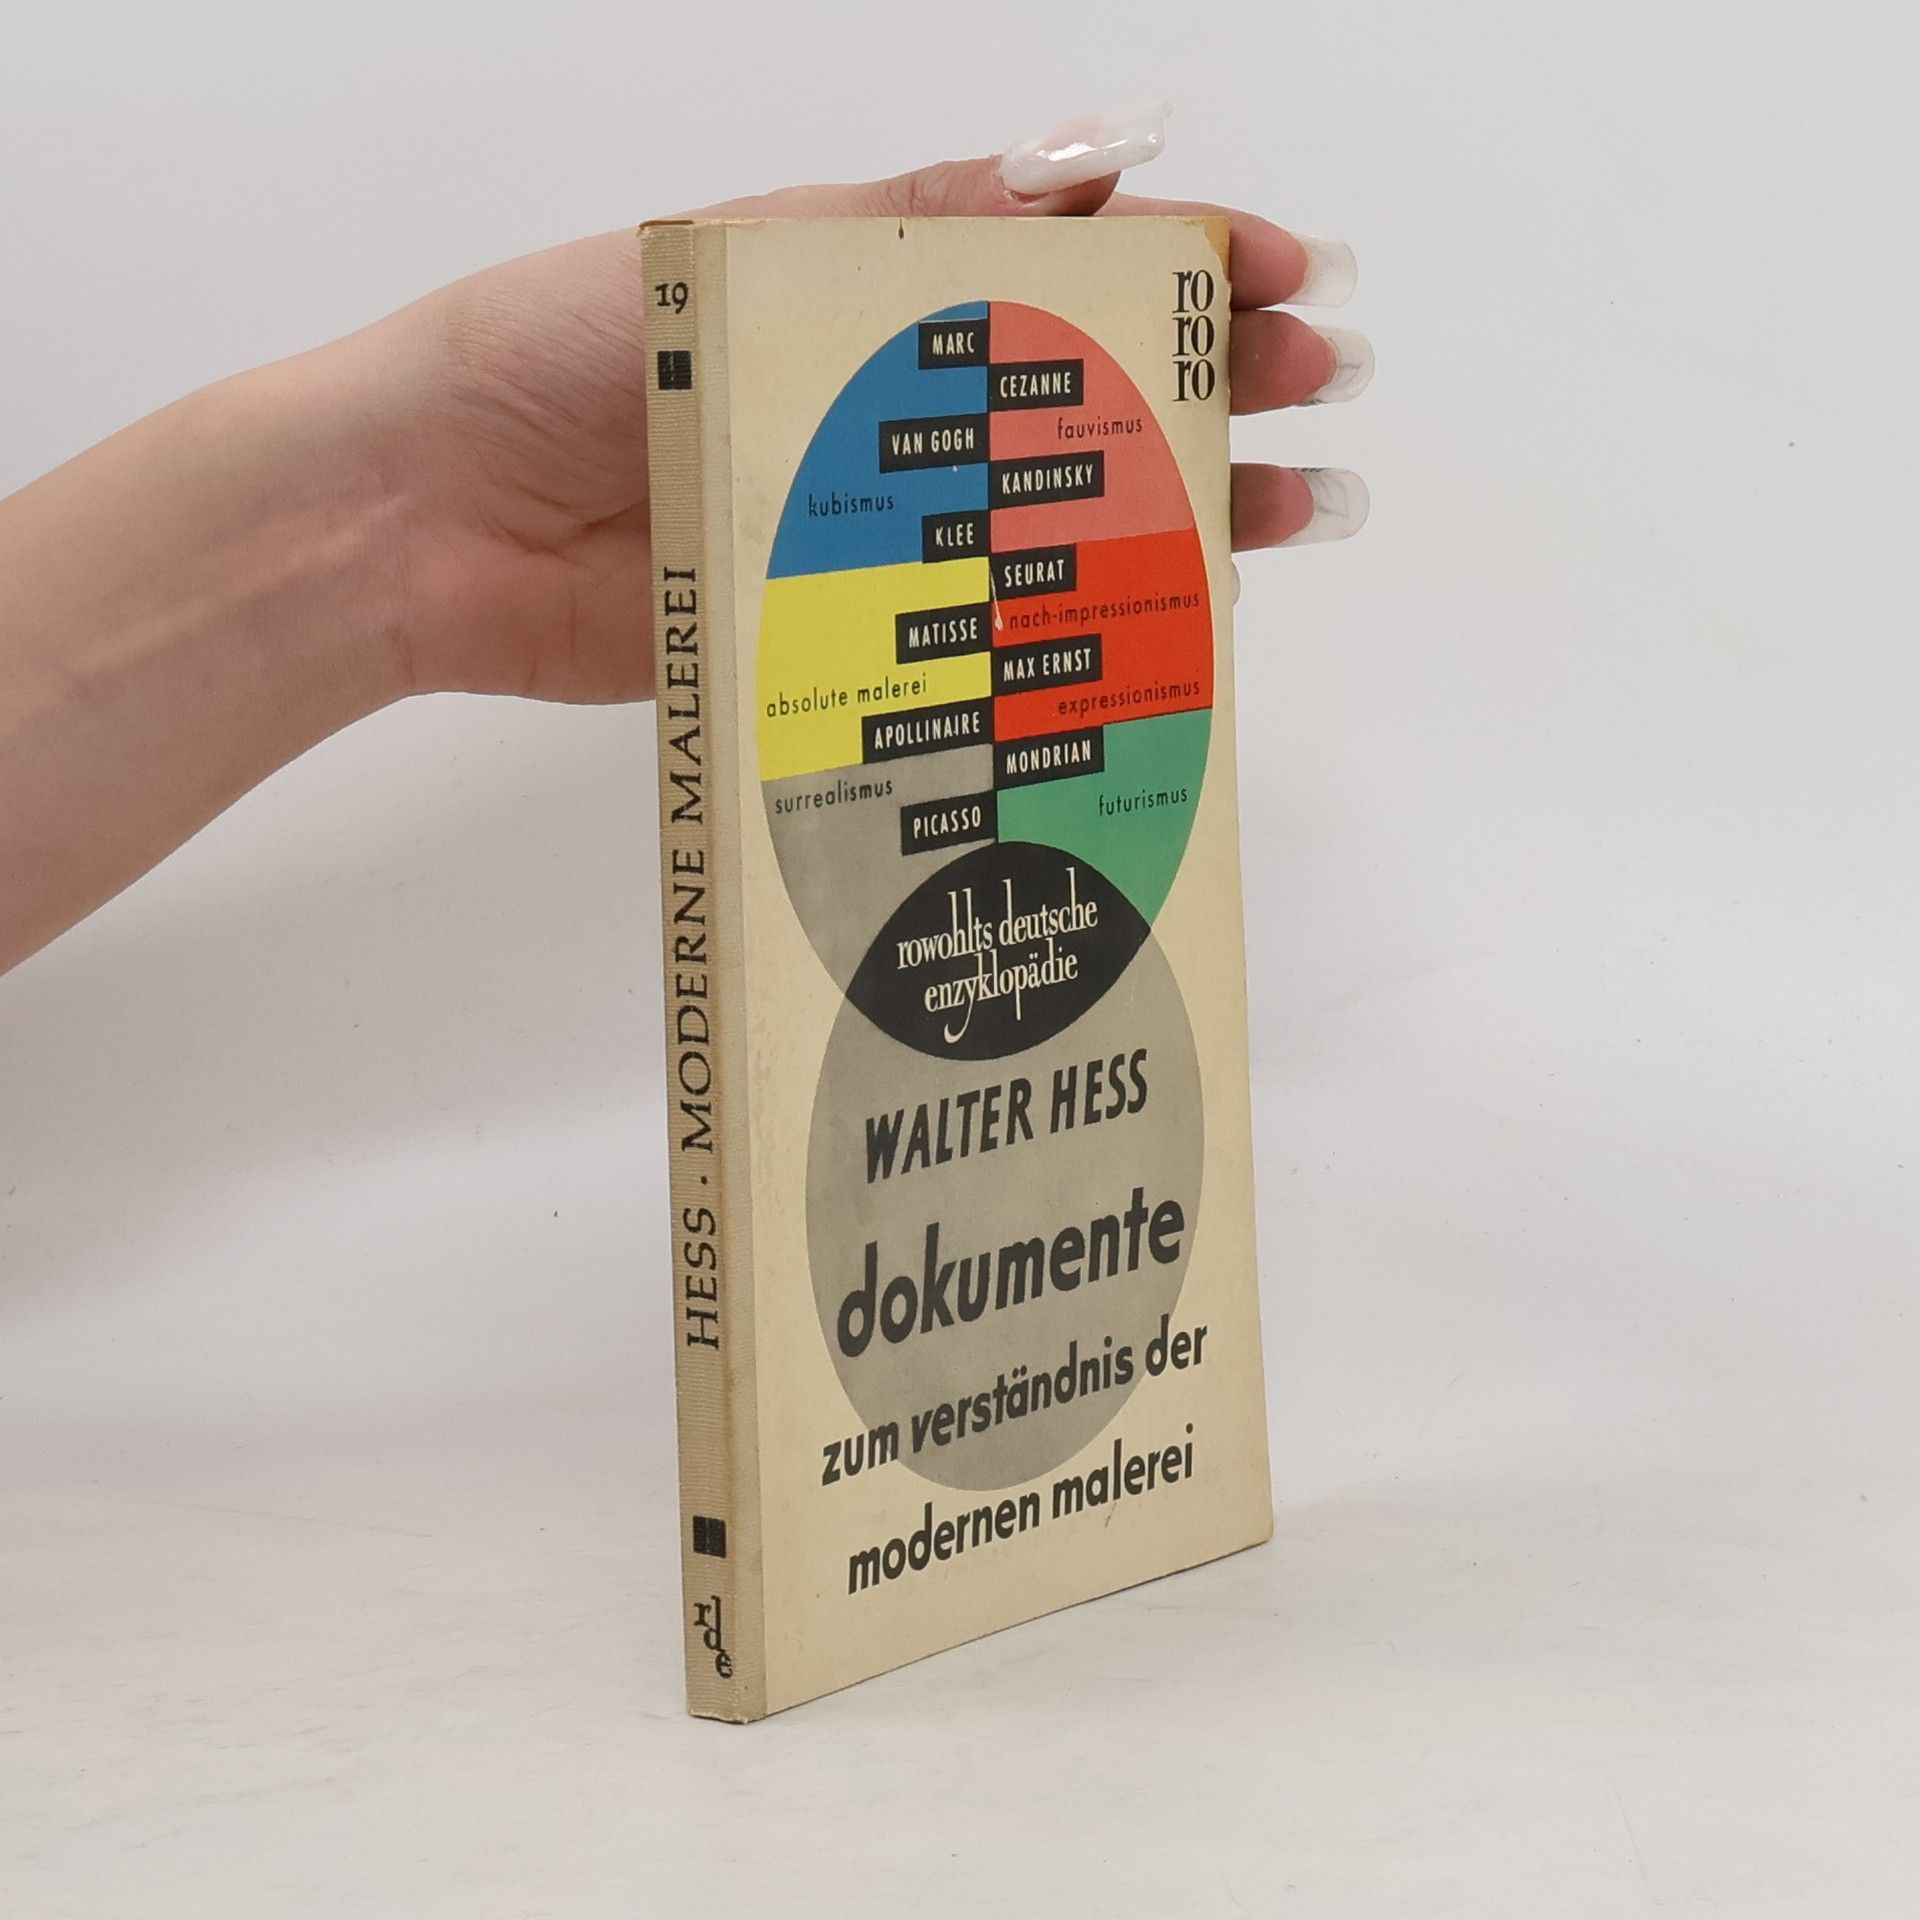 19
HESS · MODERNE MALEREI
rde
ro
ro
ro
MARC
CEZANNE
fauvismus
VAN GOGH
KANDINSKY
kubismus
KLEE
SEURAT
nach-impressionismus
MATISSE
MAX ERNST
absolute malerei
expressionismus
APOLLINAIRE
MONDRIAN
surrealismus
futurismus
PICASSO
rowohlts deutsche
enzyklopädie
WALTER HESS
dokumente
zum verständnis der
modernen malerei